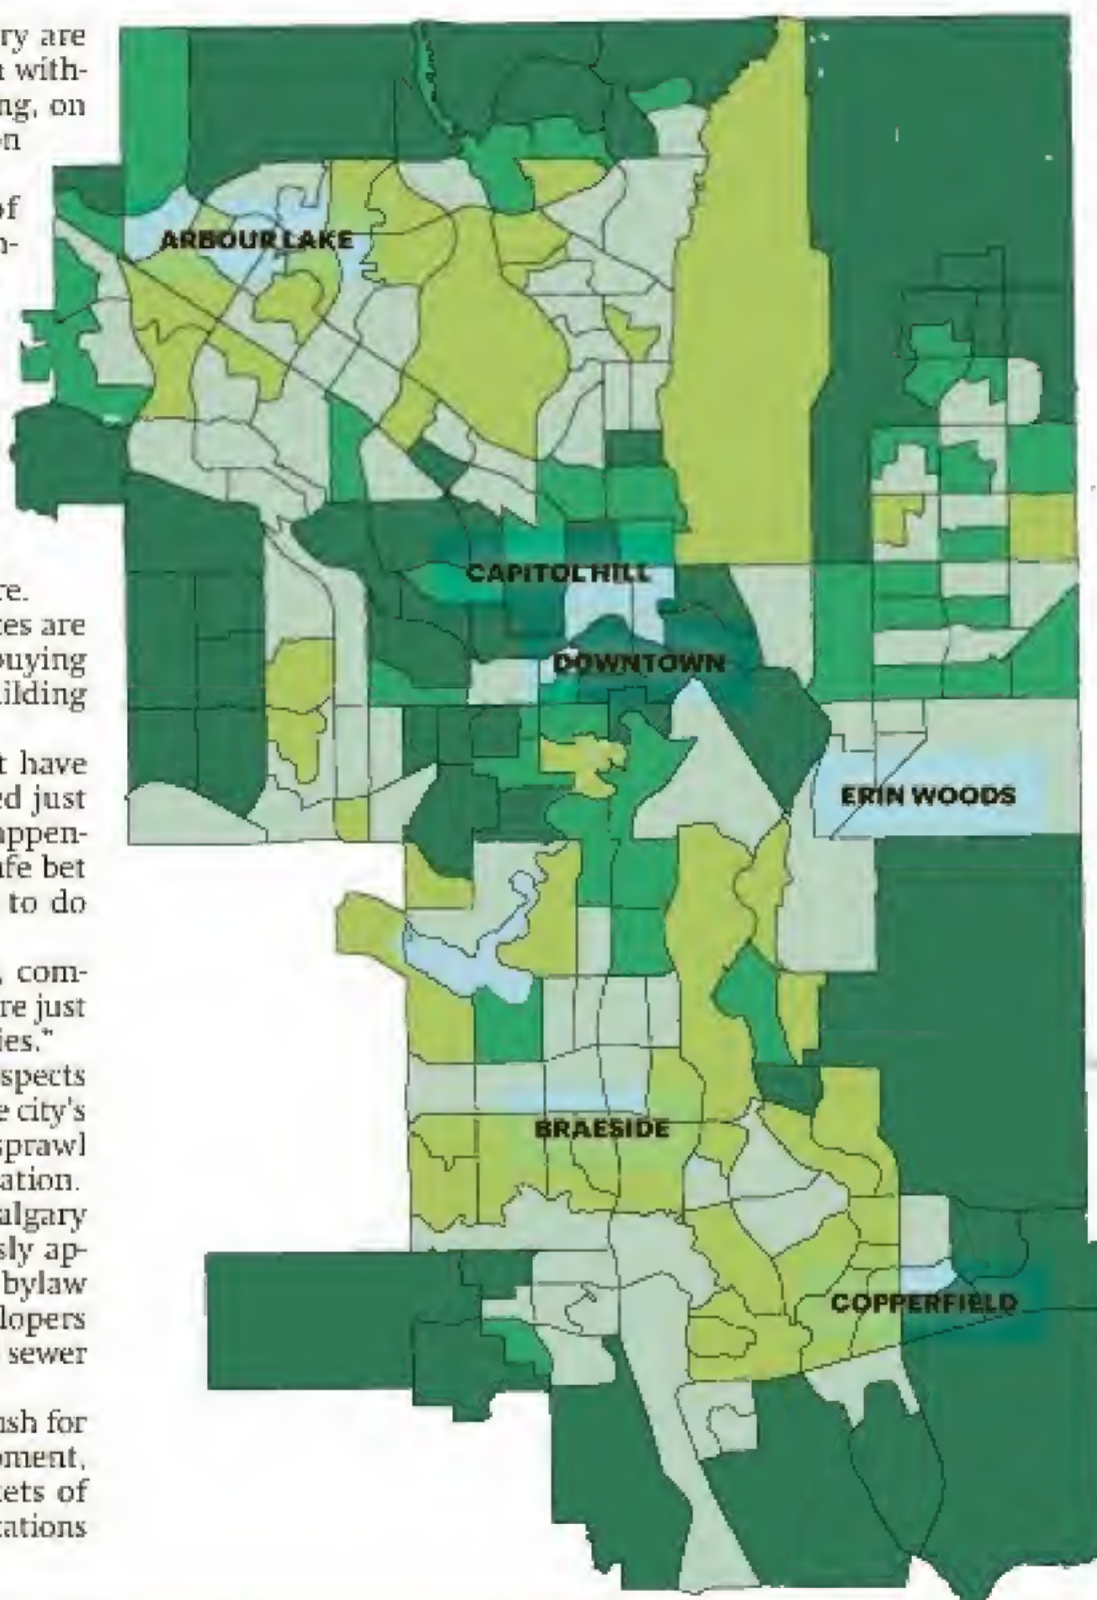 ry are
with-
ng, on
on
of
n-
re.
tes are
buying
ilding
t have
ed just
appen-
afe bet
to do
, com-
re just
ies."
spects
e city's
sprawl
ation.
algary
sly ap-
bylaw
lopers
sewer
ush for
oment,
kets of
tations
ARBOUR LAKE
CAPITOL HILL
DOWNTOWN
ERIN WOODS
BRAESIDE
COPPERFIELD